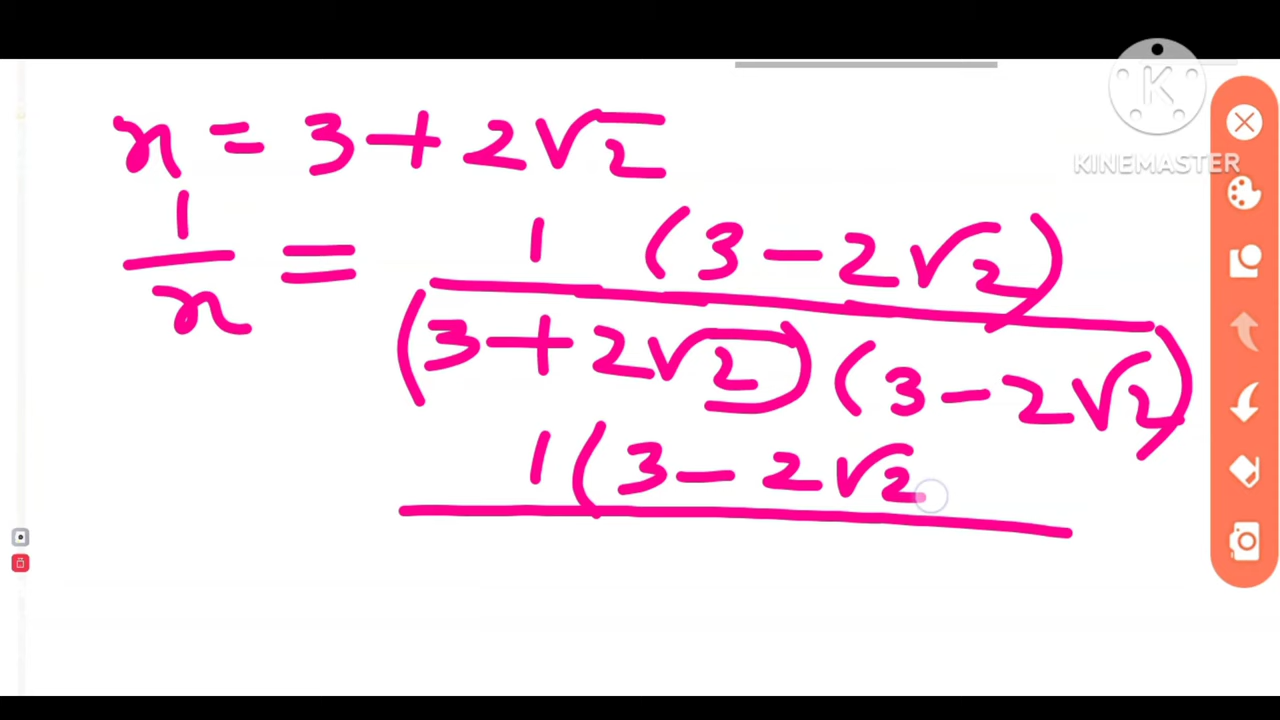 x = 3 + 2√2
1/x = 1 (3 - 2√2) / (3 + 2√2) (3 - 2√2)
1(3 - 2√2
KINEMASTER